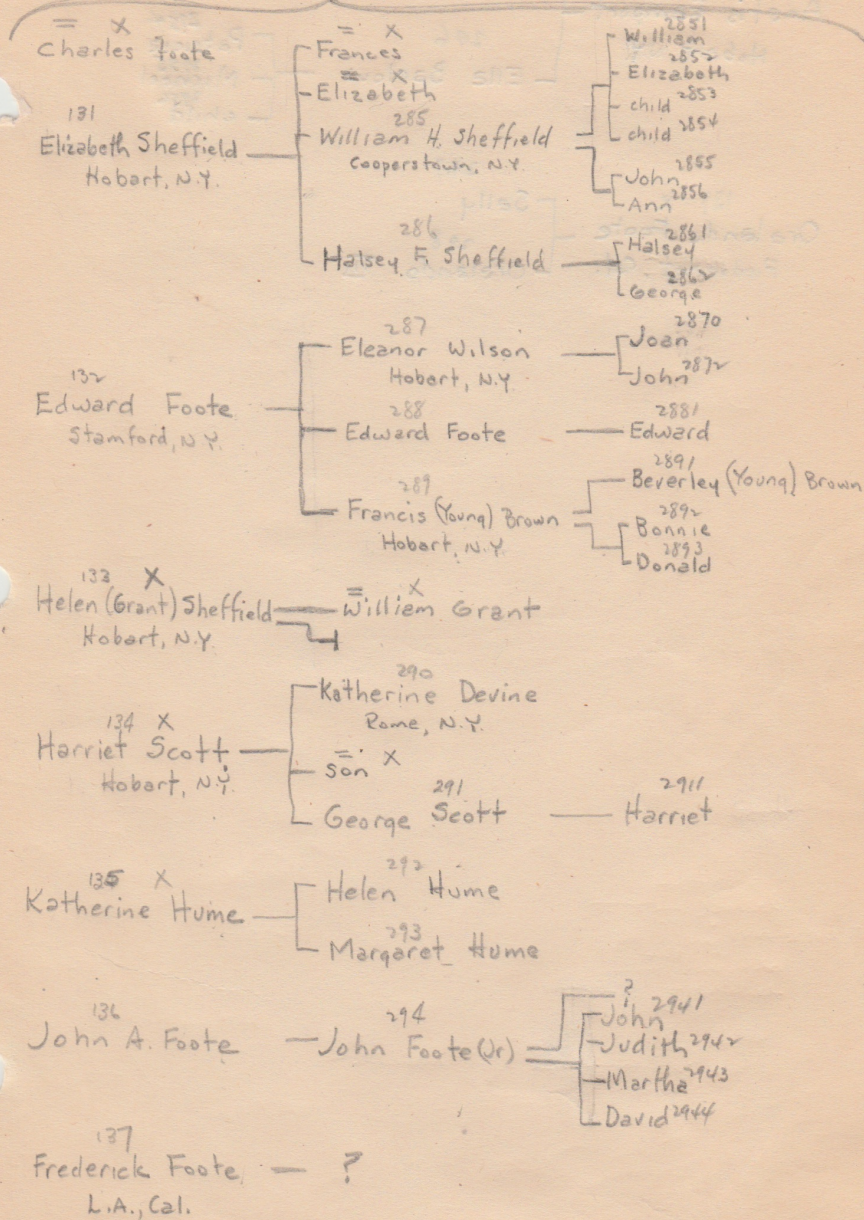 = X
Charles Foote
= X
Frances
= X
Elizabeth
131
Elizabeth Sheffield
Hobart, N.Y.
285
William H. Sheffield
Cooperstown, N.Y.
2851
William
2852
Elizabeth
child 2853
child 2854
2855
John
Ann 2856
286
Halsey F. Sheffield
2861
Halsey
2862
George
132
Edward Foote
Stamford, N.Y.
287
Eleanor Wilson
Hobart, N.Y
2870
Joan
John 2872
288
Edward Foote
2881
Edward
289
Francis (Young) Brown
Hobart, N.Y.
2891
Beverley (Young) Brown
2892
Bonnie
2893
Donald
133 X
Helen (Grant) Sheffield
Hobart, N.Y.
= X
William Grant
134 X
Harriet Scott
Hobart, N.Y.
290
Katherine Devine
Rome, N.Y.
= X
son
291
George Scott
2911
Harriet
135 X
Katherine Hume
292
Helen Hume
293
Margaret Hume
136
John A. Foote
294
John Foote (Jr)
?
John 2941
Judith 2942
Martha 2943
David 2944
137
Frederick Foote — ?
L.A., Cal.